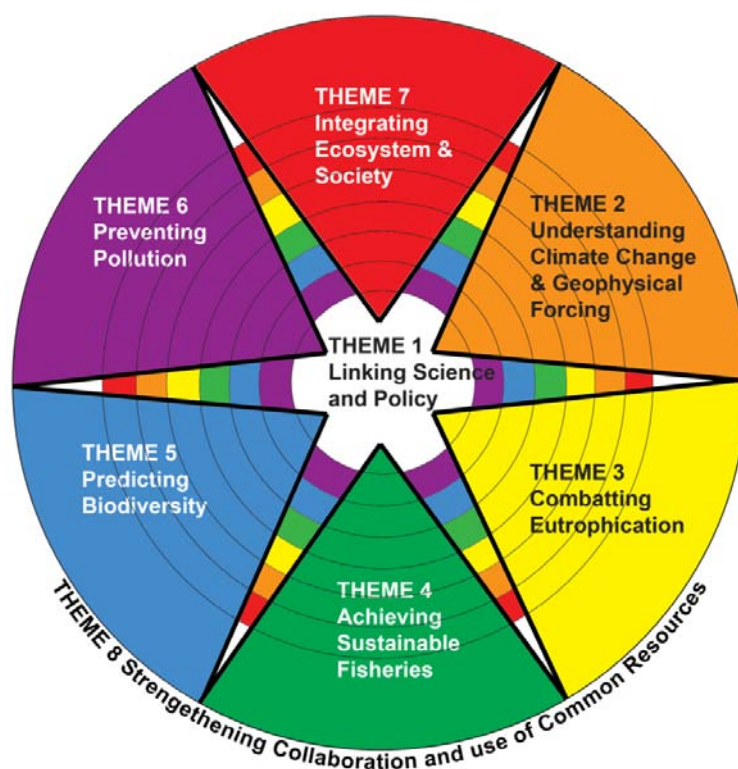 THEME 7
Integrating
Ecosystem &
Society
THEME 2
Understanding
Climate Change
& Geophysical
Forcing
THEME 6
Preventing
Pollution
THEME 1
Linking Science
and Policy
THEME 5
Predicting
Biodiversity
THEME 3
Combatting
Eutrophication
THEME 4
Achieving
Sustainable
Fisheries
THEME 8 Strengethening Collaboration and use of Common Resources